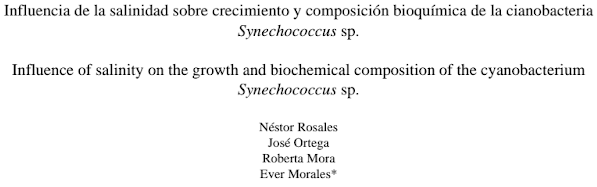 Influencia de la salinidad sobre crecimiento y composición bioquímica de la cianobacteria
Synechococcus sp.
Influence of salinity on the growth and biochemical composition of the cyanobacterium
Synechococcus sp.
Néstor Rosales
José Ortega
Roberta Mora
Ever Morales*